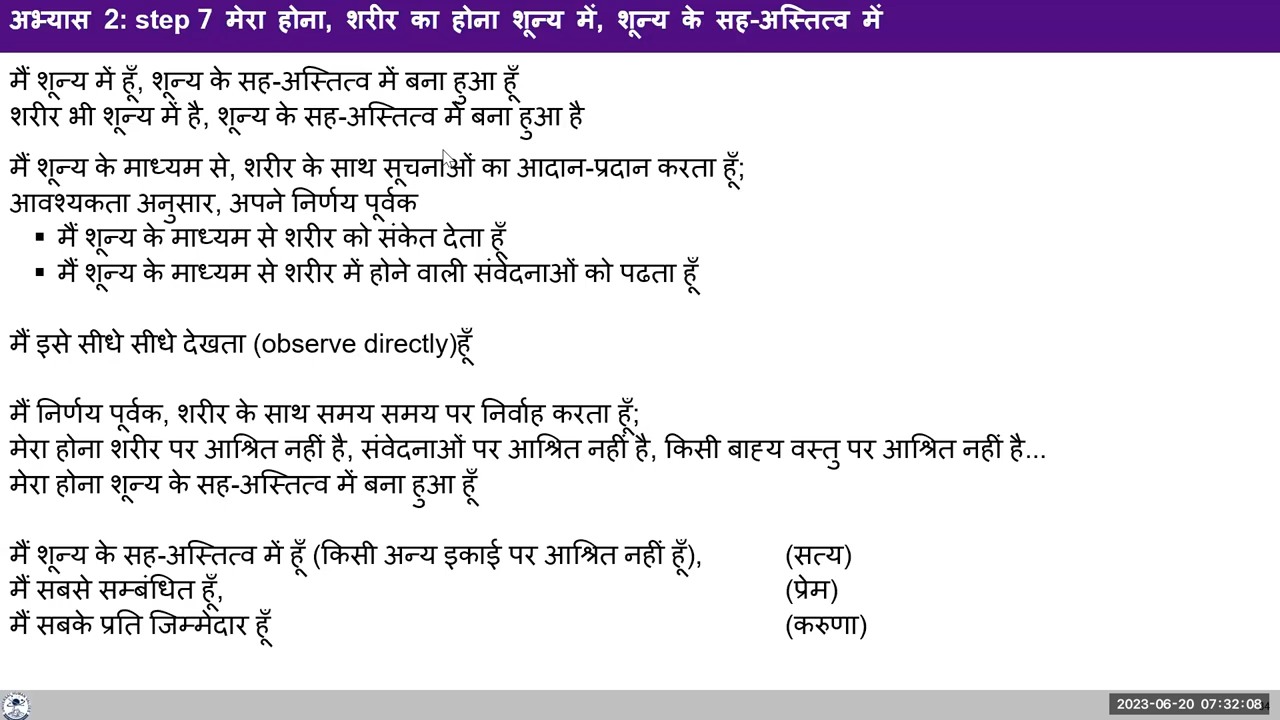 अभ्यास 2: step 7 मेरा होना, शरीर का होना शून्य में, शून्य के सह-अस्तित्व में
मैं शून्य में हूँ, शून्य के सह-अस्तित्व में बना हुआ हूँ
शरीर भी शून्य में है, शून्य के सह-अस्तित्व में बना हुआ है
मैं शून्य के माध्यम से, शरीर के साथ सूचनाओं का आदान-प्रदान करता हूँ;
आवश्यकता अनुसार, अपने निर्णय पूर्वक
▪ मैं शून्य के माध्यम से शरीर को संकेत देता हूँ
▪ मैं शून्य के माध्यम से शरीर में होने वाली संवेदनाओं को पढता हूँ
मैं इसे सीधे सीधे देखता (observe directly)हूँ
मैं निर्णय पूर्वक, शरीर के साथ समय समय पर निर्वाह करता हूँ;
मेरा होना शरीर पर आश्रित नहीं है, संवेदनाओं पर आश्रित नहीं है, किसी बाह्य वस्तु पर आश्रित नहीं है...
मेरा होना शून्य के सह-अस्तित्व में बना हुआ हूँ
मैं शून्य के सह-अस्तित्व में हूँ (किसी अन्य इकाई पर आश्रित नहीं हूँ), (सत्य)
मैं सबसे सम्बंधित हूँ, (प्रेम)
मैं सबके प्रति जिम्मेदार हूँ (करुणा)
2023-06-20 07:32:08